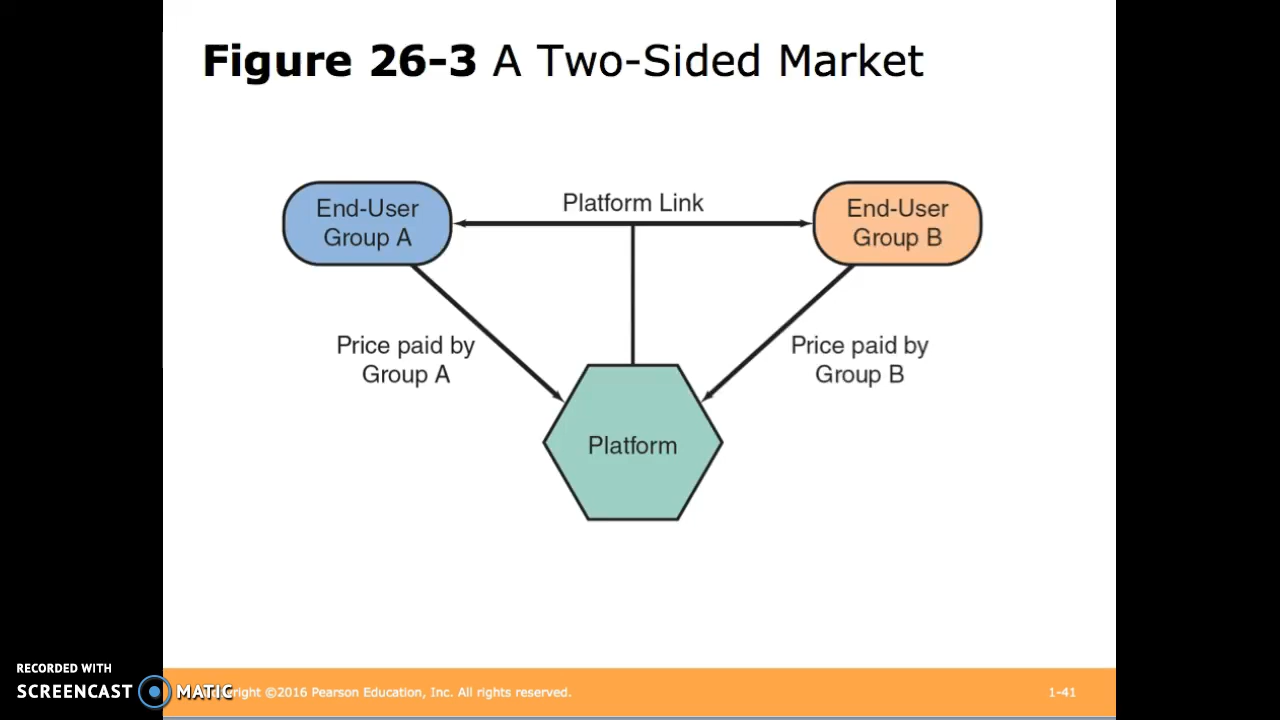 Figure 26-3 A Two-Sided Market
End-User
Group A
Platform Link
End-User
Group B
Price paid by
Group A
Price paid by
Group B
Platform
RECORDED WITH
SCREENCAST MATIC
right ©2016 Pearson Education, Inc. All rights reserved.
1-41